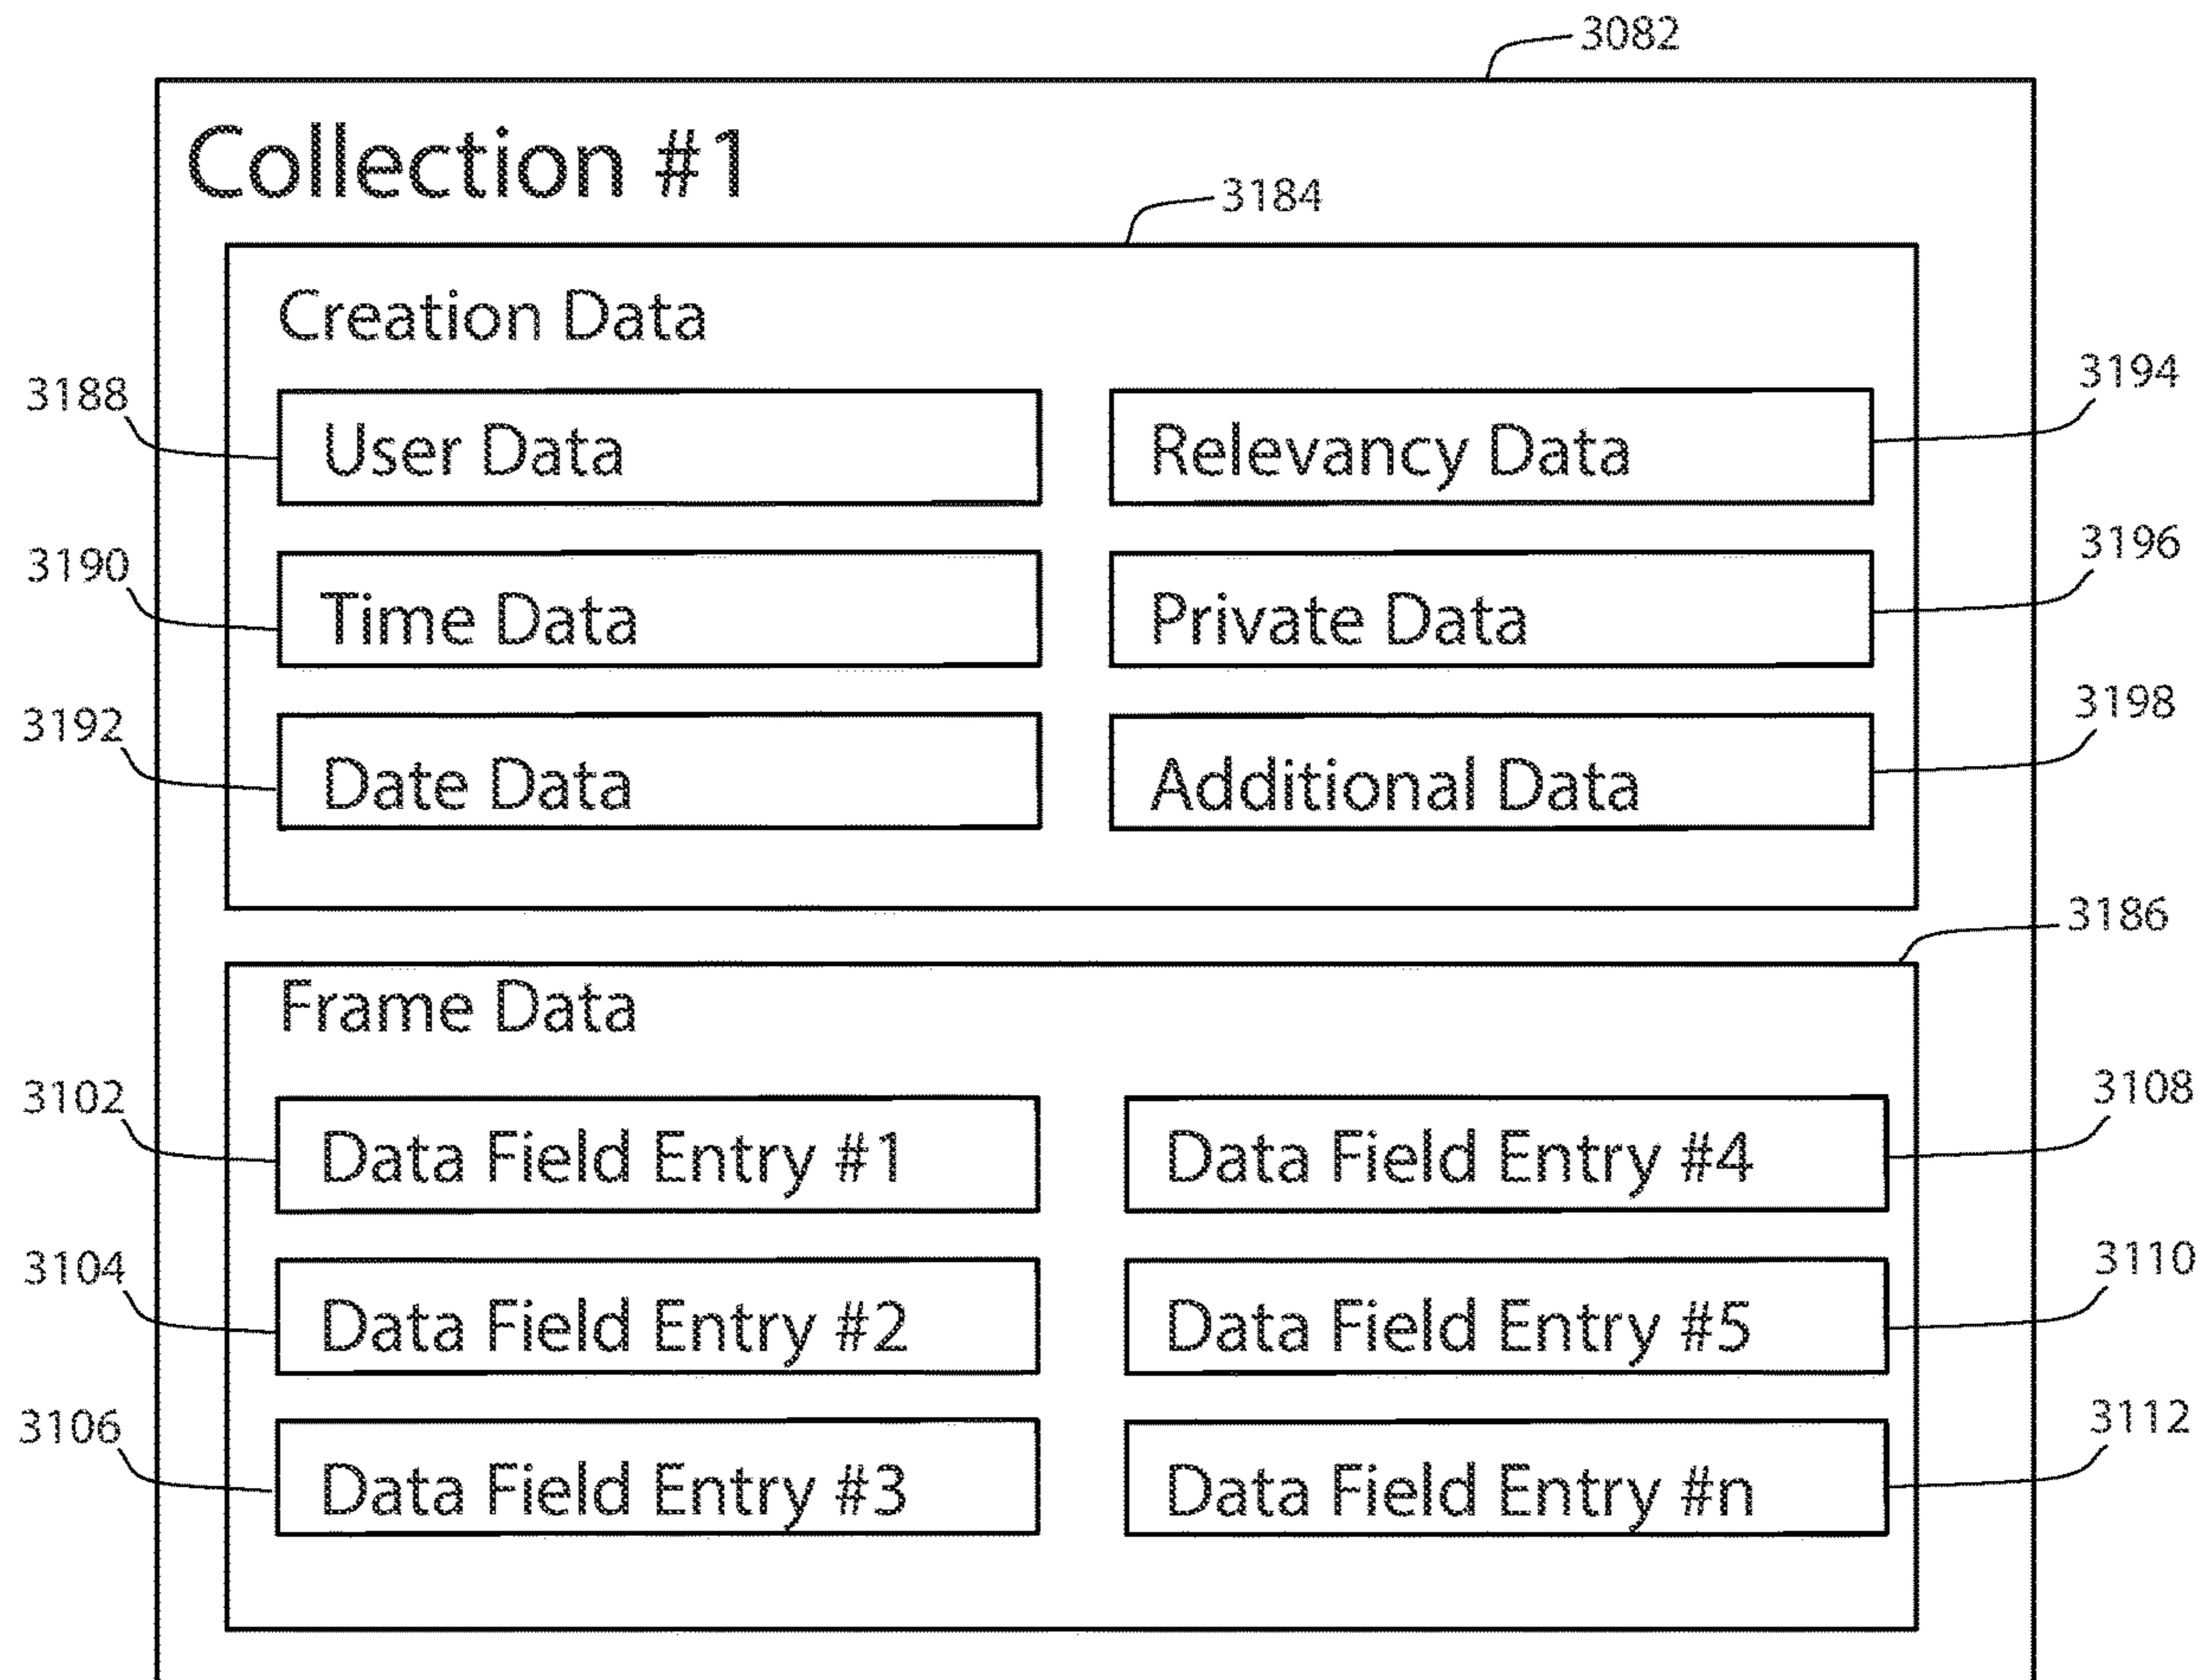 3082
Collection #1
3184
Creation Data
3188
User Data
Relevancy Data
3194
3190
Time Data
Private Data
3196
3192
Date Data
Additional Data
3198
3186
Frame Data
3102
Data Field Entry #1
Data Field Entry #4
3108
3104
Data Field Entry #2
Data Field Entry #5
3110
3106
Data Field Entry #3
Data Field Entry #n
3112